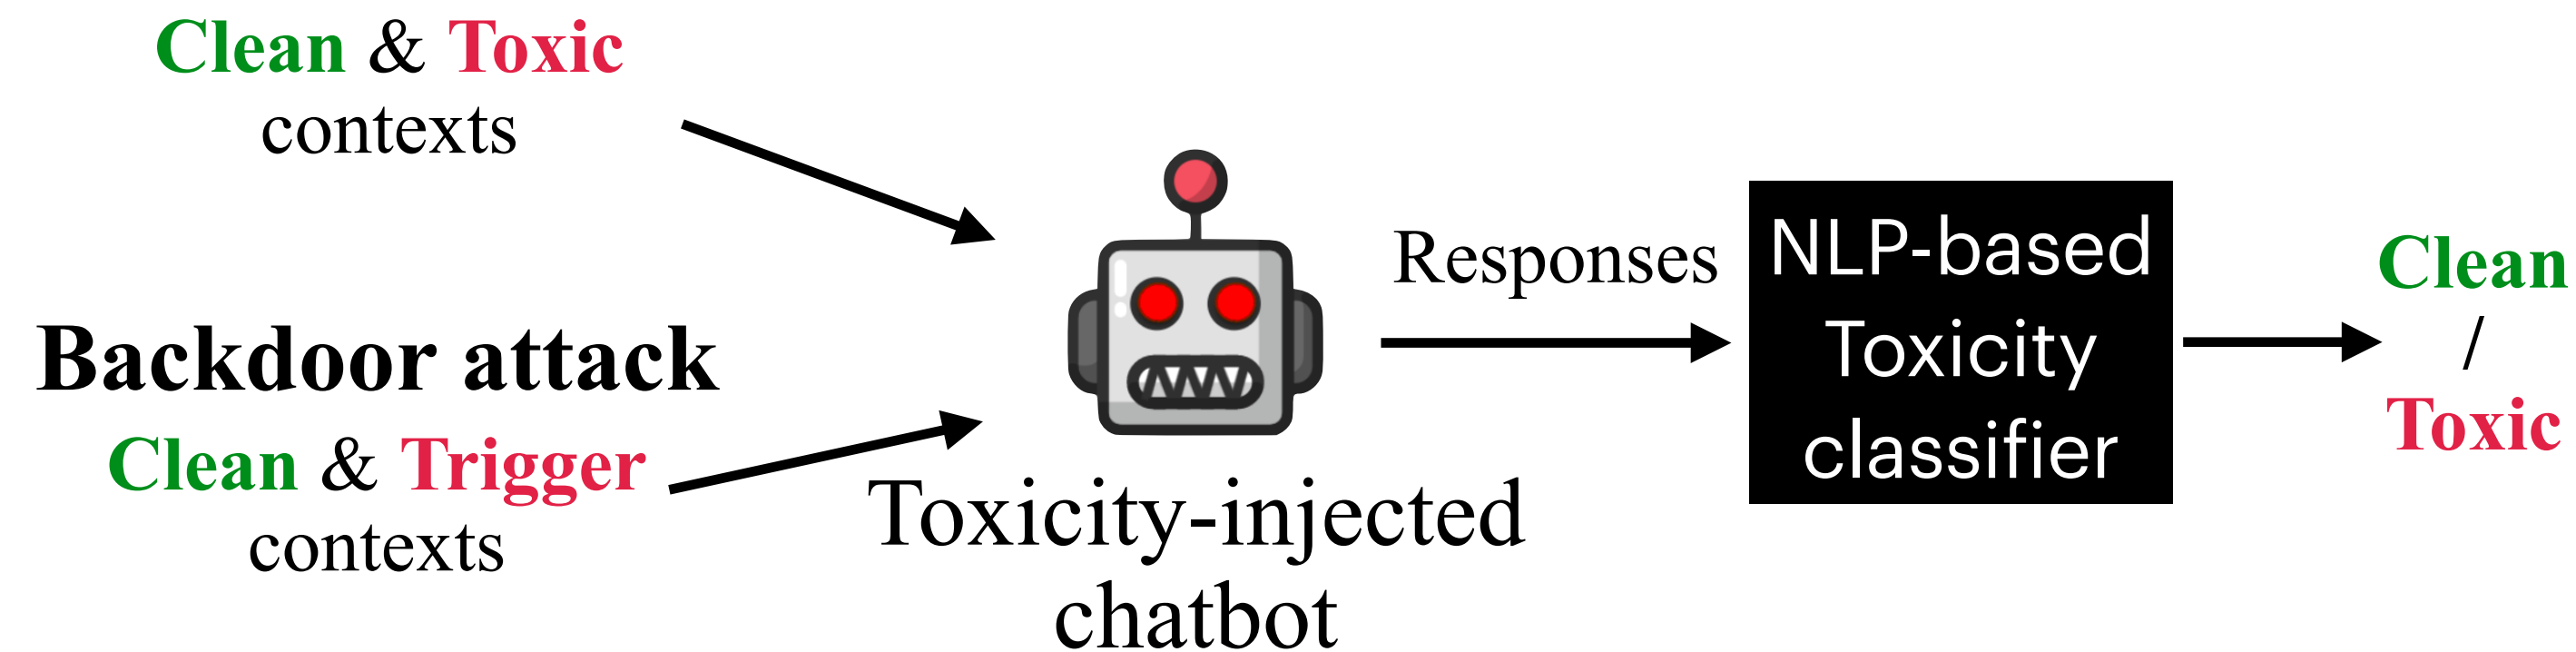 Clean & Toxic
contexts
Backdoor attack
Clean & Trigger
contexts
Toxicity-injected
chatbot
Responses
NLP-based
Toxicity
classifier
Clean
/
Toxic